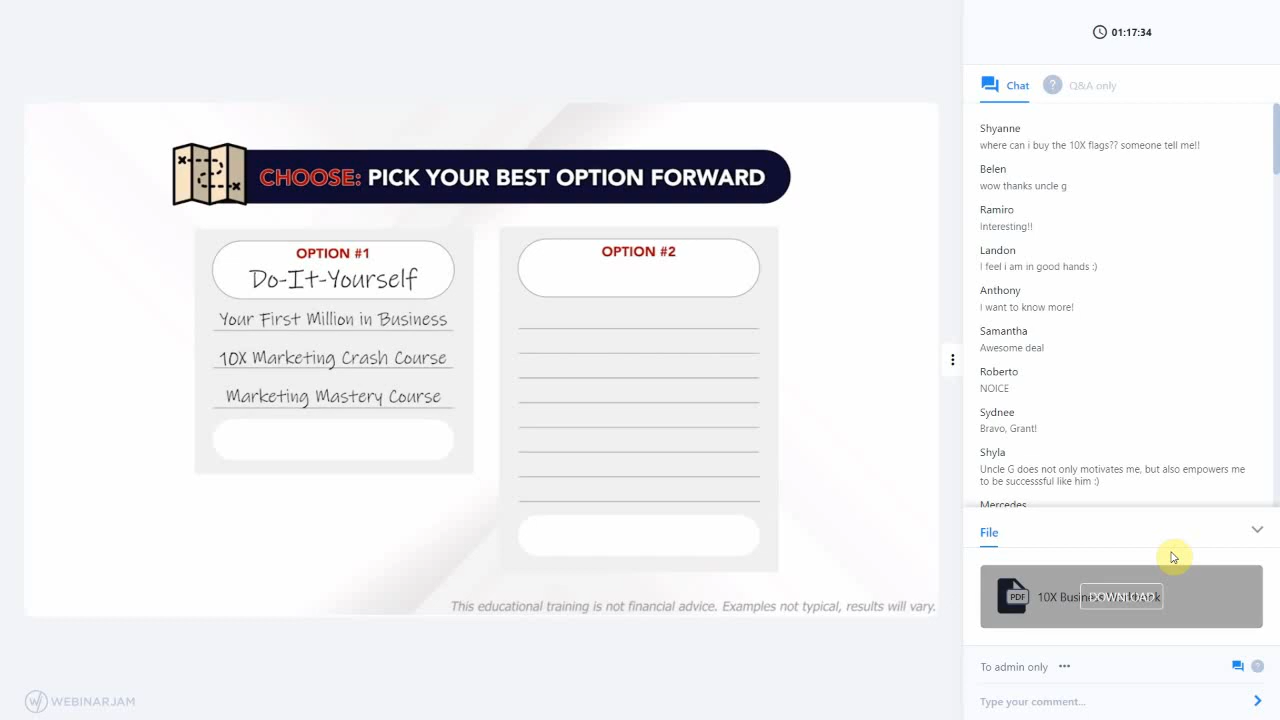 01:17:34
Chat
? Q&A only
CHOOSE: PICK YOUR BEST OPTION FORWARD
OPTION #1
Do-It-Yourself
Your First Million in Business
10X Marketing Crash Course
Marketing Mastery Course
OPTION #2
This educational training is not financial advice. Examples not typical, results will vary.
WEBINARJAM
Shyanne
where can i buy the 10X flags?? someone tell me!!
Belen
wow thanks uncle g
Ramiro
Interesting!!
Landon
I feel i am in good hands :)
Anthony
I want to know more!
Samantha
Awesome deal
Roberto
NOICE
Sydnee
Bravo, Grant!
Shyla
Uncle G does not only motivates me, but also empowers me
to be successsful like him :)
Mercedes
File
PDF
10X
DOWNLOAD
To admin only
?
Type your comment...